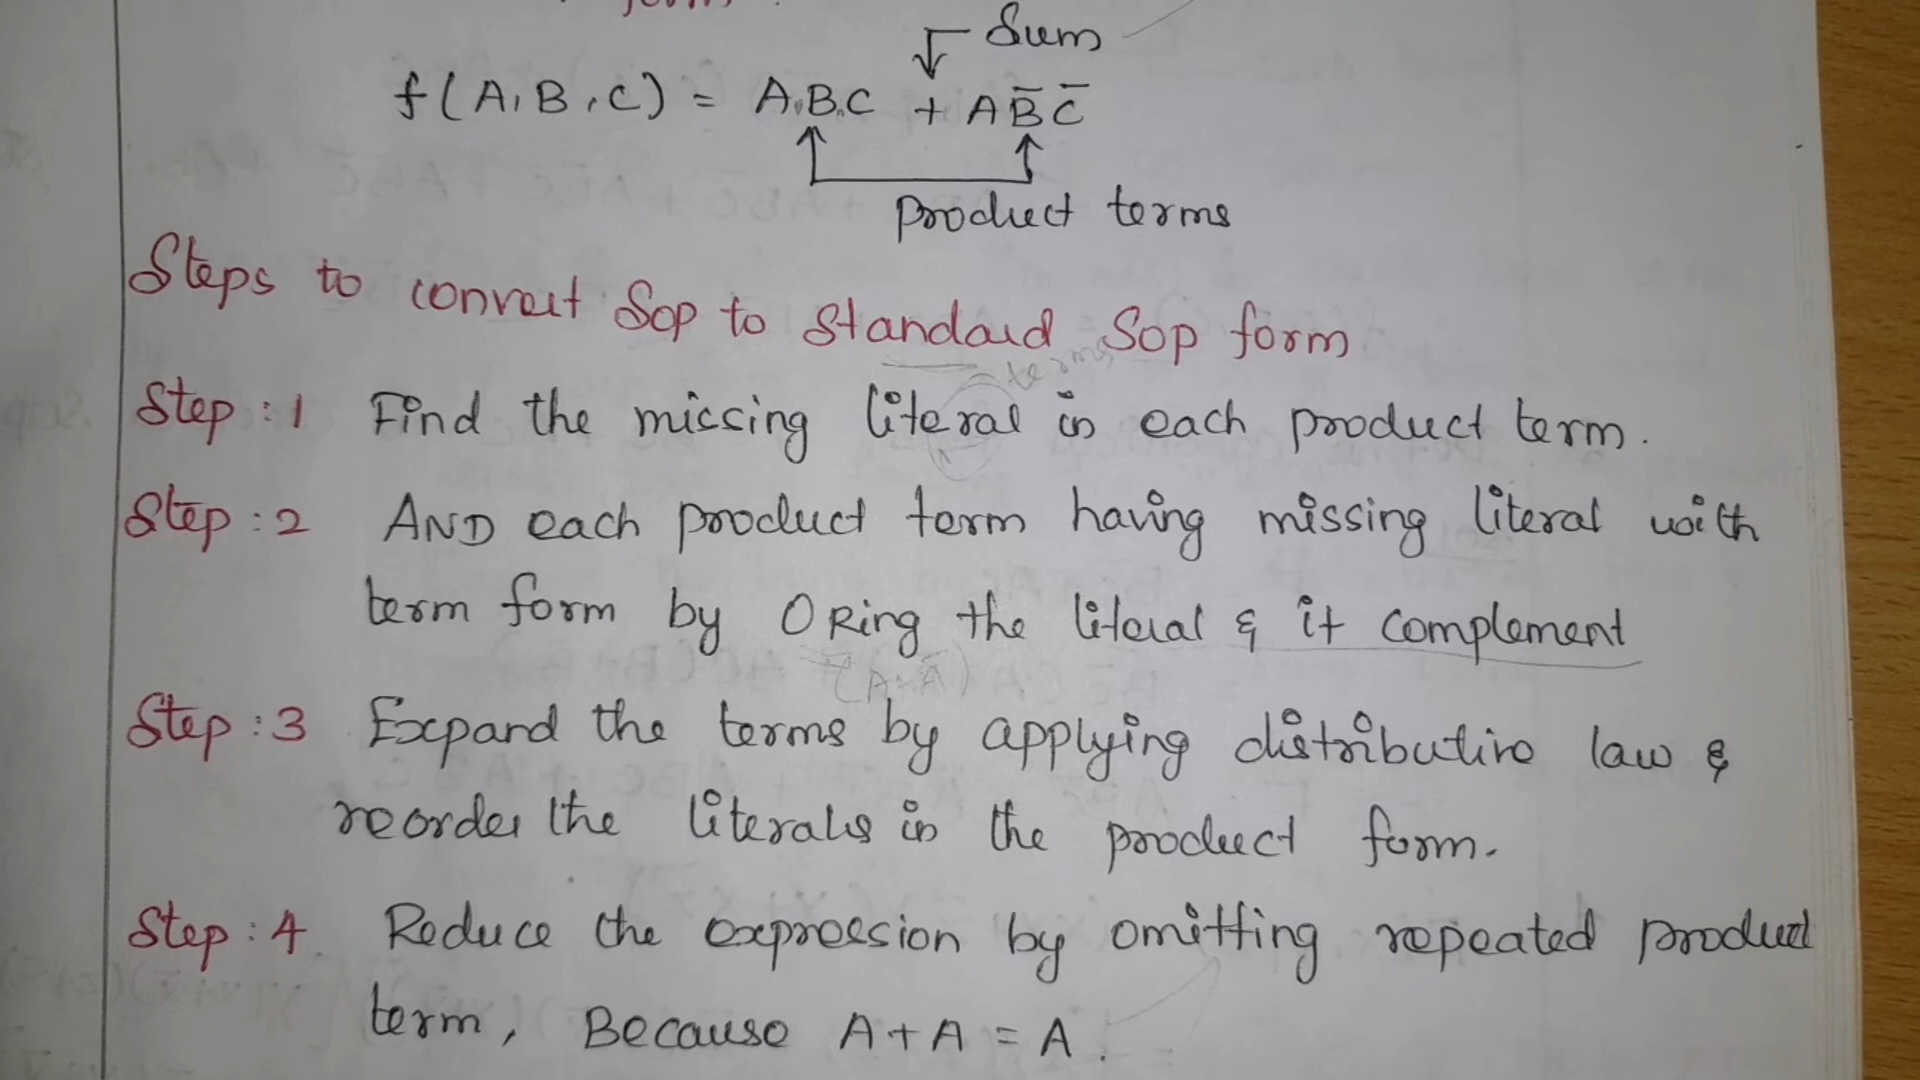 form
Sum
f(A,B,C) = A.B.C + AB̅C̅
product terms
Steps to convert Sop to Standard Sop form
terms
Step:1 Find the missing literal in each product term.
Step:2 AND each product term having missing literal with
term form by ORing the literal & it complement
(A+A̅)
Step:3 Expand the terms by applying distributive law &
reorder the literals in the product form.
Step:4 Reduce the expression by omitting repeated product
term, Because A+A = A.